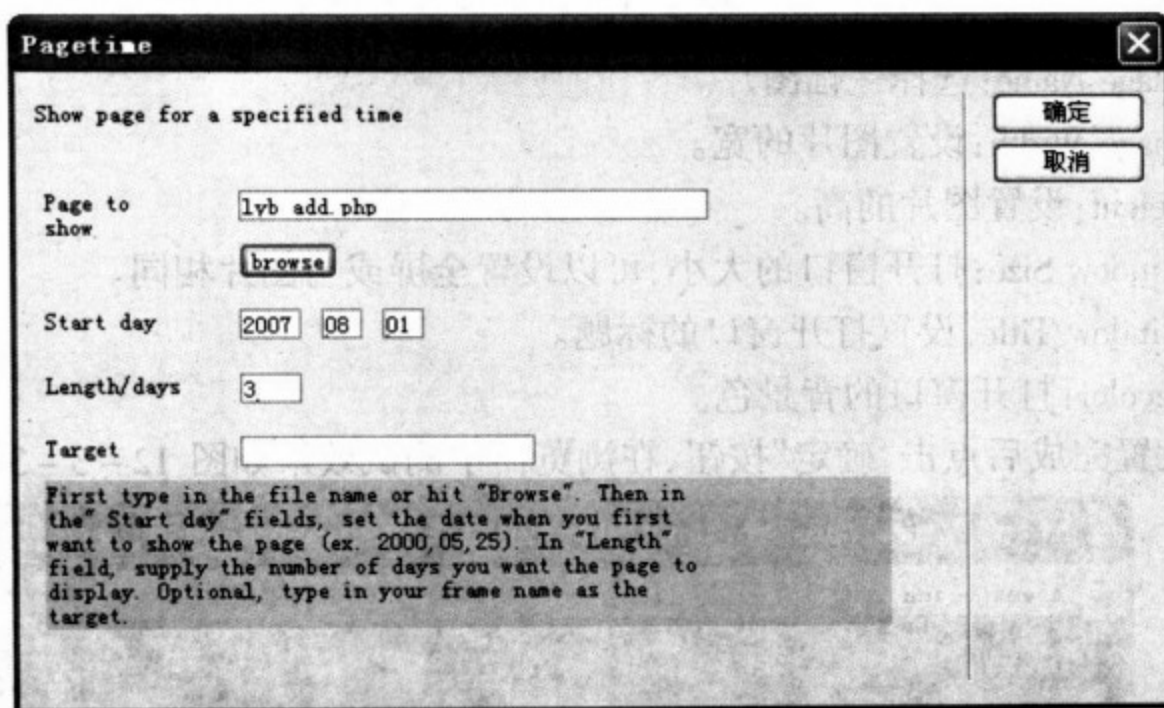 Pagetime
Show page for a specified time
确定
取消
Page to show
lyb_add.php
browse
Start day 2007 08 01
Length/days 3
Target
First type in the file name or hit "Browse". Then in
the" Start day" fields, set the date when you first
want to show the page (ex. 2000,05,25). In "Length"
field, supply the number of days you want the page to
display. Optional, type in your frame name as the
target.